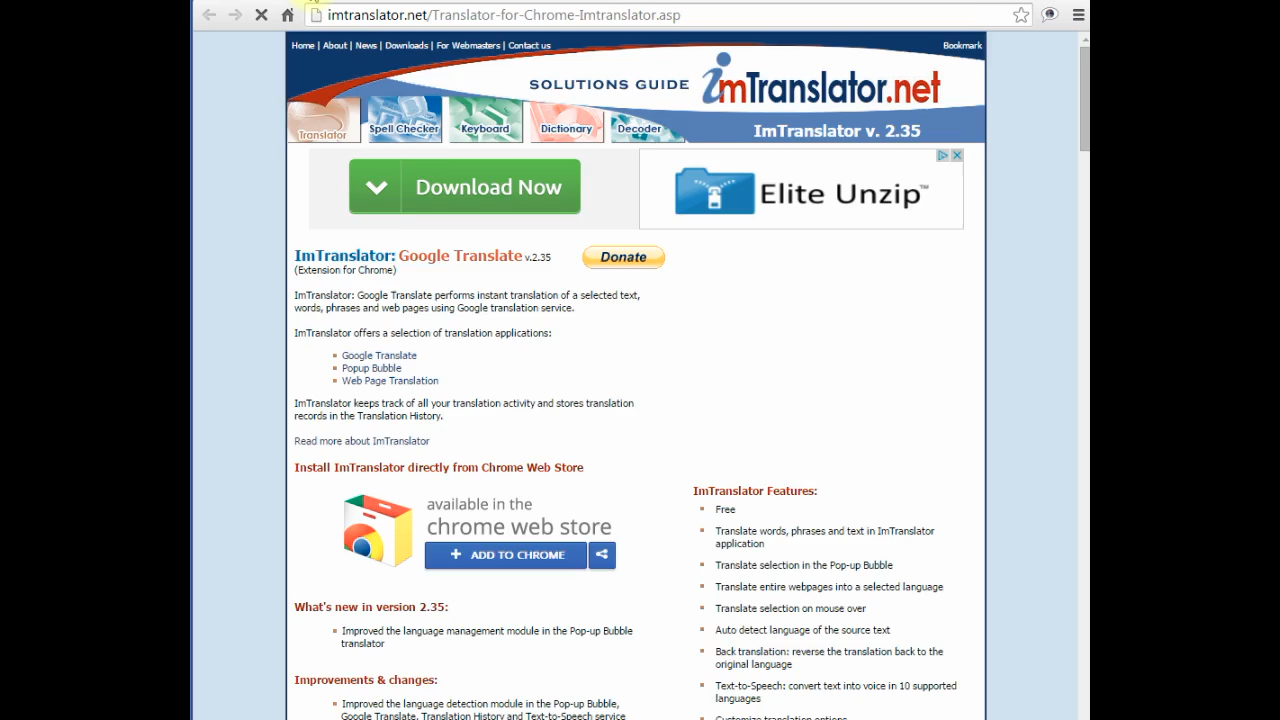 imtranslator.net/Translator-for-Chrome-Imtranslator.asp
Home | About | News | Downloads | For Webmasters | Contact us
Bookmark
SOLUTIONS GUIDE
imTranslator.net
Translator
Spell Checker
Keyboard
Dictionary
Decoder
ImTranslator v. 2.35
Download Now
Elite Unzip™
ImTranslator: Google Translate v.2.35
Donate
(Extension for Chrome)
ImTranslator: Google Translate performs instant translation of a selected text,
words, phrases and web pages using Google translation service.
ImTranslator offers a selection of translation applications:
Google Translate
Popup Bubble
Web Page Translation
ImTranslator keeps track of all your translation activity and stores translation
records in the Translation History.
Read more about ImTranslator
Install ImTranslator directly from Chrome Web Store
available in the
chrome web store
+ ADD TO CHROME
What's new in version 2.35:
Improved the language management module in the Pop-up Bubble
translator
Improvements & changes:
Improved the language detection module in the Pop-up Bubble,
Google Translate, Translation History and Text-to-Speech service
ImTranslator Features:
Free
Translate words, phrases and text in ImTranslator
application
Translate selection in the Pop-up Bubble
Translate entire webpages into a selected language
Translate selection on mouse over
Auto detect language of the source text
Back translation: reverse the translation back to the
original language
Text-to-Speech: convert text into voice in 10 supported
languages
Customize translation options